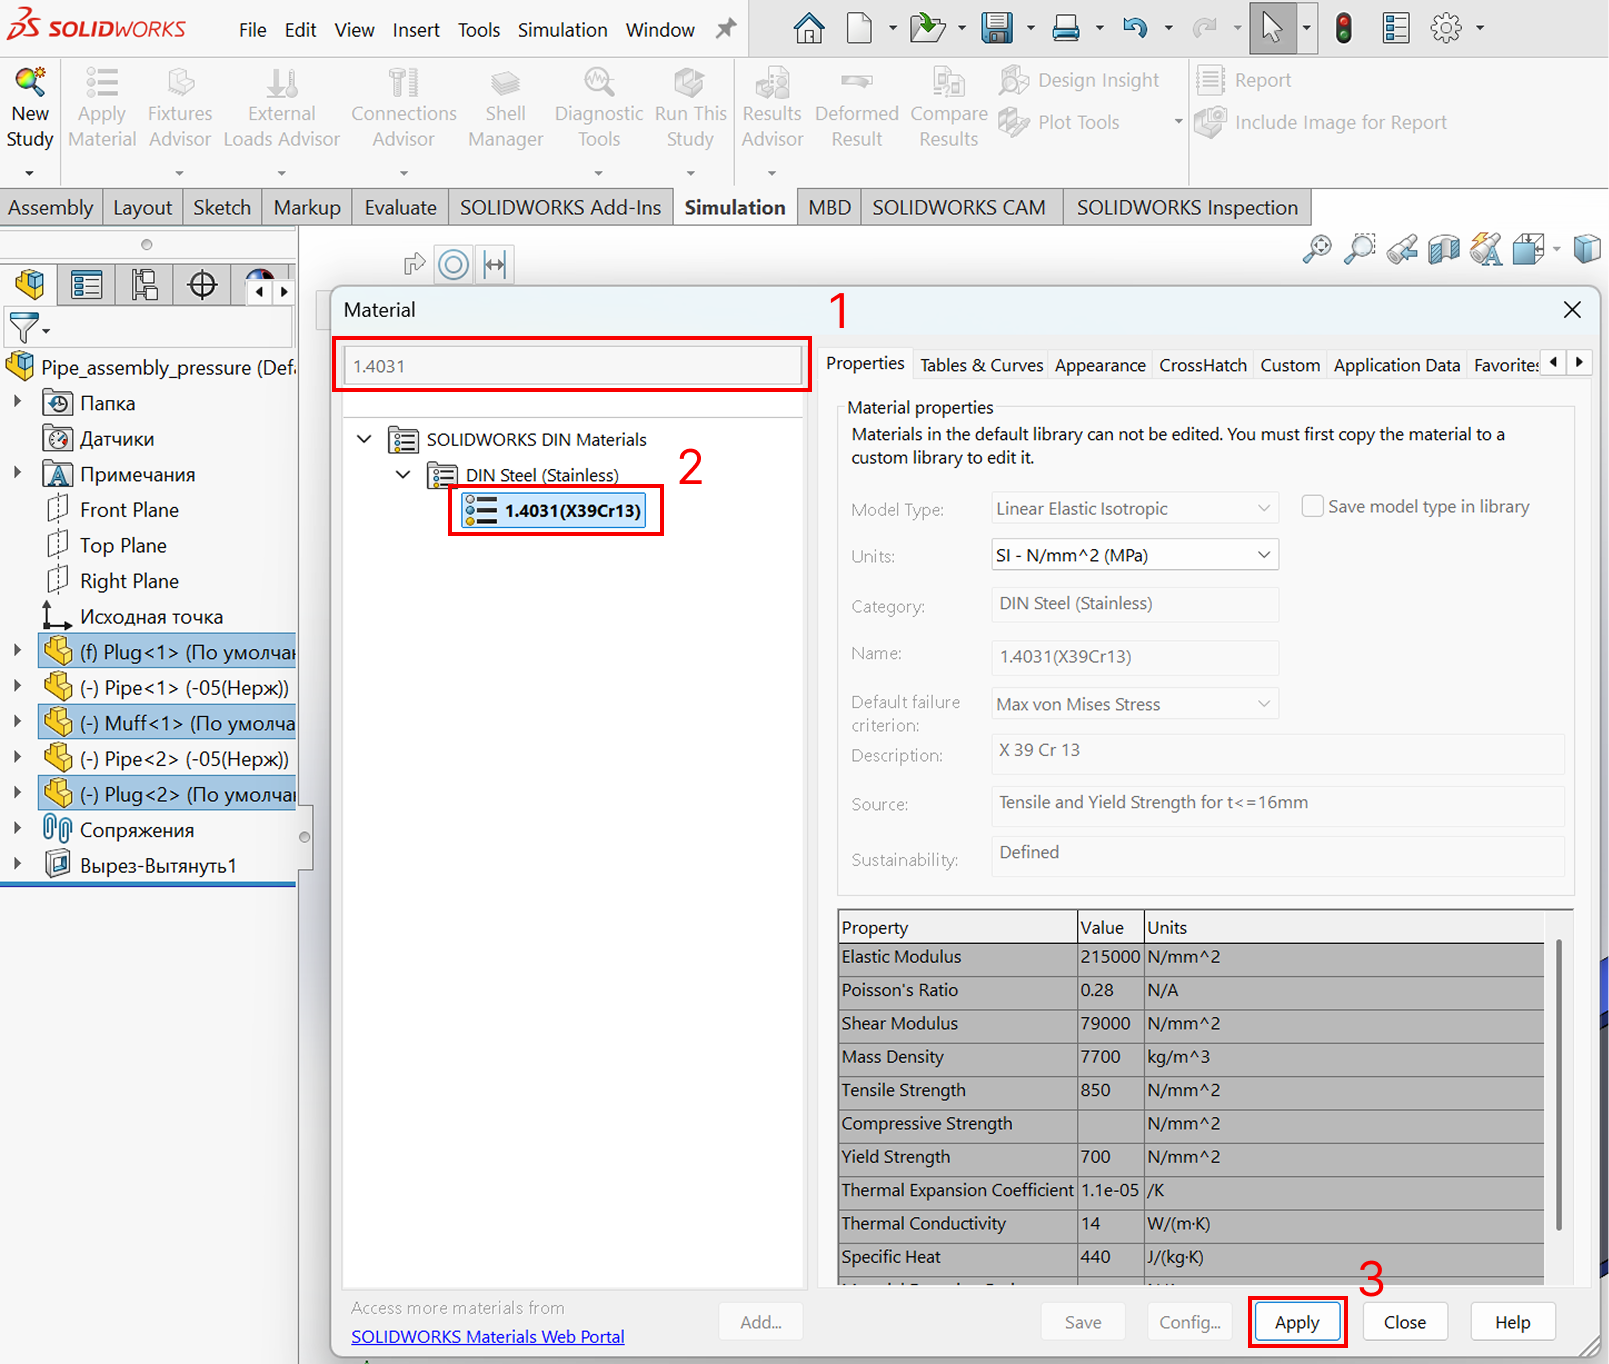 SOLIDWORKS
File Edit View Insert Tools Simulation Window
New Study
Apply Material
Fixtures Advisor
External Loads Advisor
Connections Advisor
Shell Manager
Diagnostic Tools
Run This Study
Results Advisor
Deformed Result
Compare Results
Design Insight
Plot Tools
Report
Include Image for Report
Assembly Layout Sketch Markup Evaluate SOLIDWORKS Add-Ins Simulation MBD SOLIDWORKS CAM SOLIDWORKS Inspection
Pipe_assembly_pressure (Defa
Папка
Датчики
Примечания
Front Plane
Top Plane
Right Plane
Исходная точка
(f) Plug<1> (По умолчан
(-) Pipe<1> (-05(Нерж))
(-) Muff<1> (По умолча
(-) Pipe<2> (-05(Нерж))
(-) Plug<2> (По умолчан
Сопряжения
Вырез-Вытянуть1
Material
1
1.4031
SOLIDWORKS DIN Materials
DIN Steel (Stainless)
2
1.4031(X39Cr13)
Access more materials from
SOLIDWORKS Materials Web Portal
Add...
Properties Tables & Curves Appearance CrossHatch Custom Application Data Favorites
Material properties
Materials in the default library can not be edited. You must first copy the material to a
custom library to edit it.
Model Type: Linear Elastic Isotropic Save model type in library
Units: SI - N/mm^2 (MPa)
Category: DIN Steel (Stainless)
Name: 1.4031(X39Cr13)
Default failure criterion: Max von Mises Stress
Description: X 39 Cr 13
Source: Tensile and Yield Strength for t<=16mm
Sustainability: Defined
Property Value Units
Elastic Modulus 215000 N/mm^2
Poisson's Ratio 0.28 N/A
Shear Modulus 79000 N/mm^2
Mass Density 7700 kg/m^3
Tensile Strength 850 N/mm^2
Compressive Strength N/mm^2
Yield Strength 700 N/mm^2
Thermal Expansion Coefficient 1.1e-05 /K
Thermal Conductivity 14 W/(m·K)
Specific Heat 440 J/(kg·K)
3
Save Config... Apply Close Help